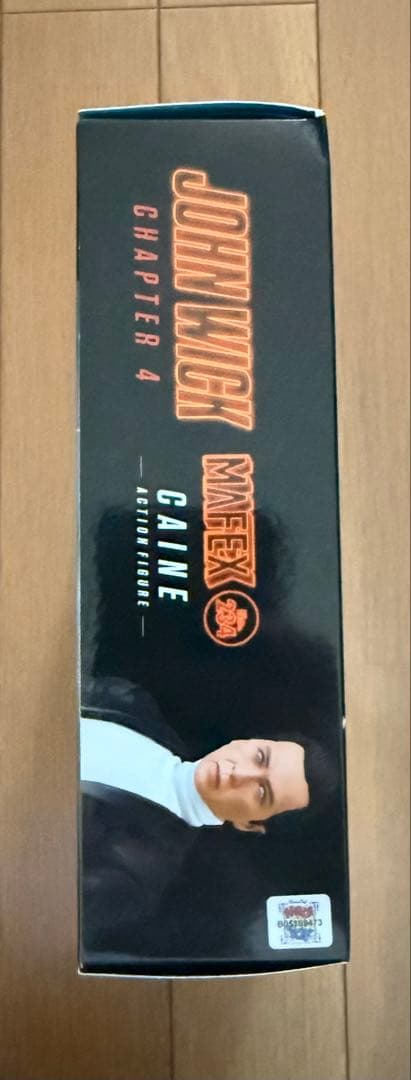 JOHN WICK
CHAPTER 4
MAFEX
No. 234
CAINE
ACTION FIGURE